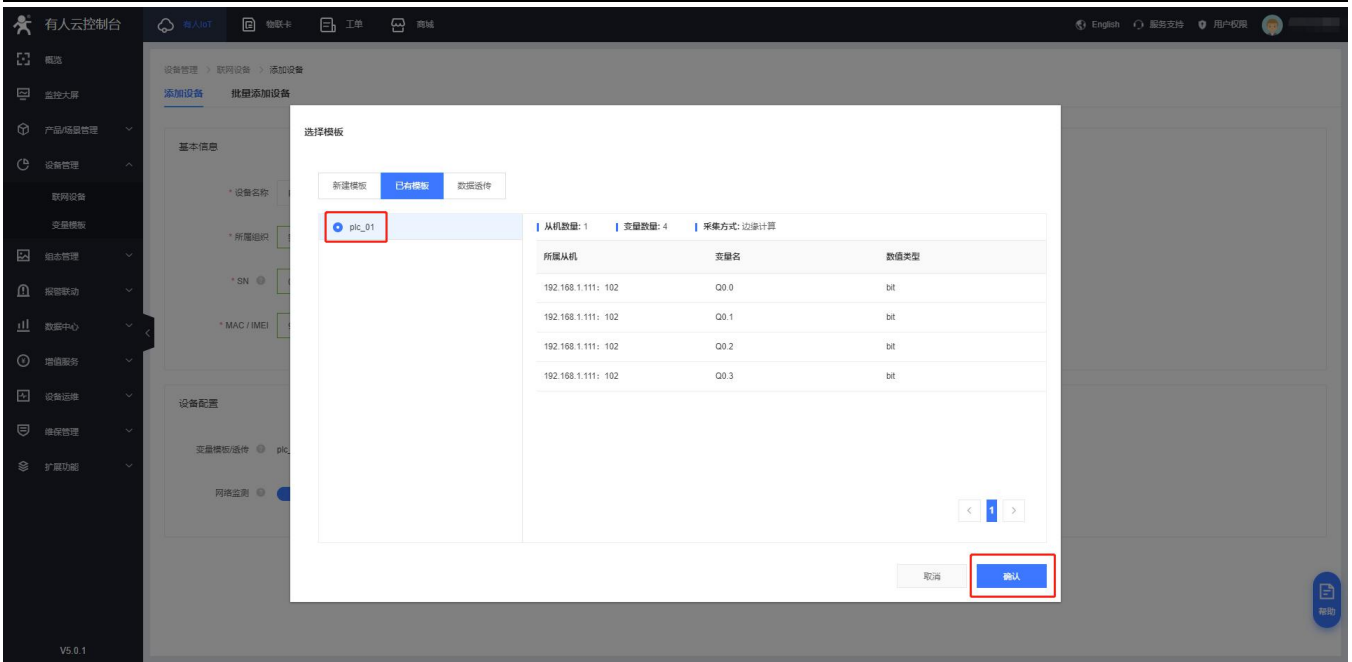 有人云控制台 有人IoT 物联卡 工单 商城 English 服务支持 用户权限
概览
监控大屏
产品/场景管理
设备管理
联网设备
变量模板
组态管理
报警联动
数据中心
增值服务
设备运维
维保管理
扩展功能
V5.0.1
设备管理 > 联网设备 > 添加设备
添加设备 批量添加设备
基本信息
* 设备名称
* 所属组织
* SN
* MAC / IMEI
设备配置
变量模板/透传 plc_
网络监测
选择模板
新建模板 已有模板 数据透传
plc_01
从机数量: 1 变量数量: 4 采集方式: 边缘计算
所属从机 变量名 数值类型
192.168.1.111：102 Q0.0 bit
192.168.1.111：102 Q0.1 bit
192.168.1.111：102 Q0.2 bit
192.168.1.111：102 Q0.3 bit
< 1 >
取消 确认
帮助